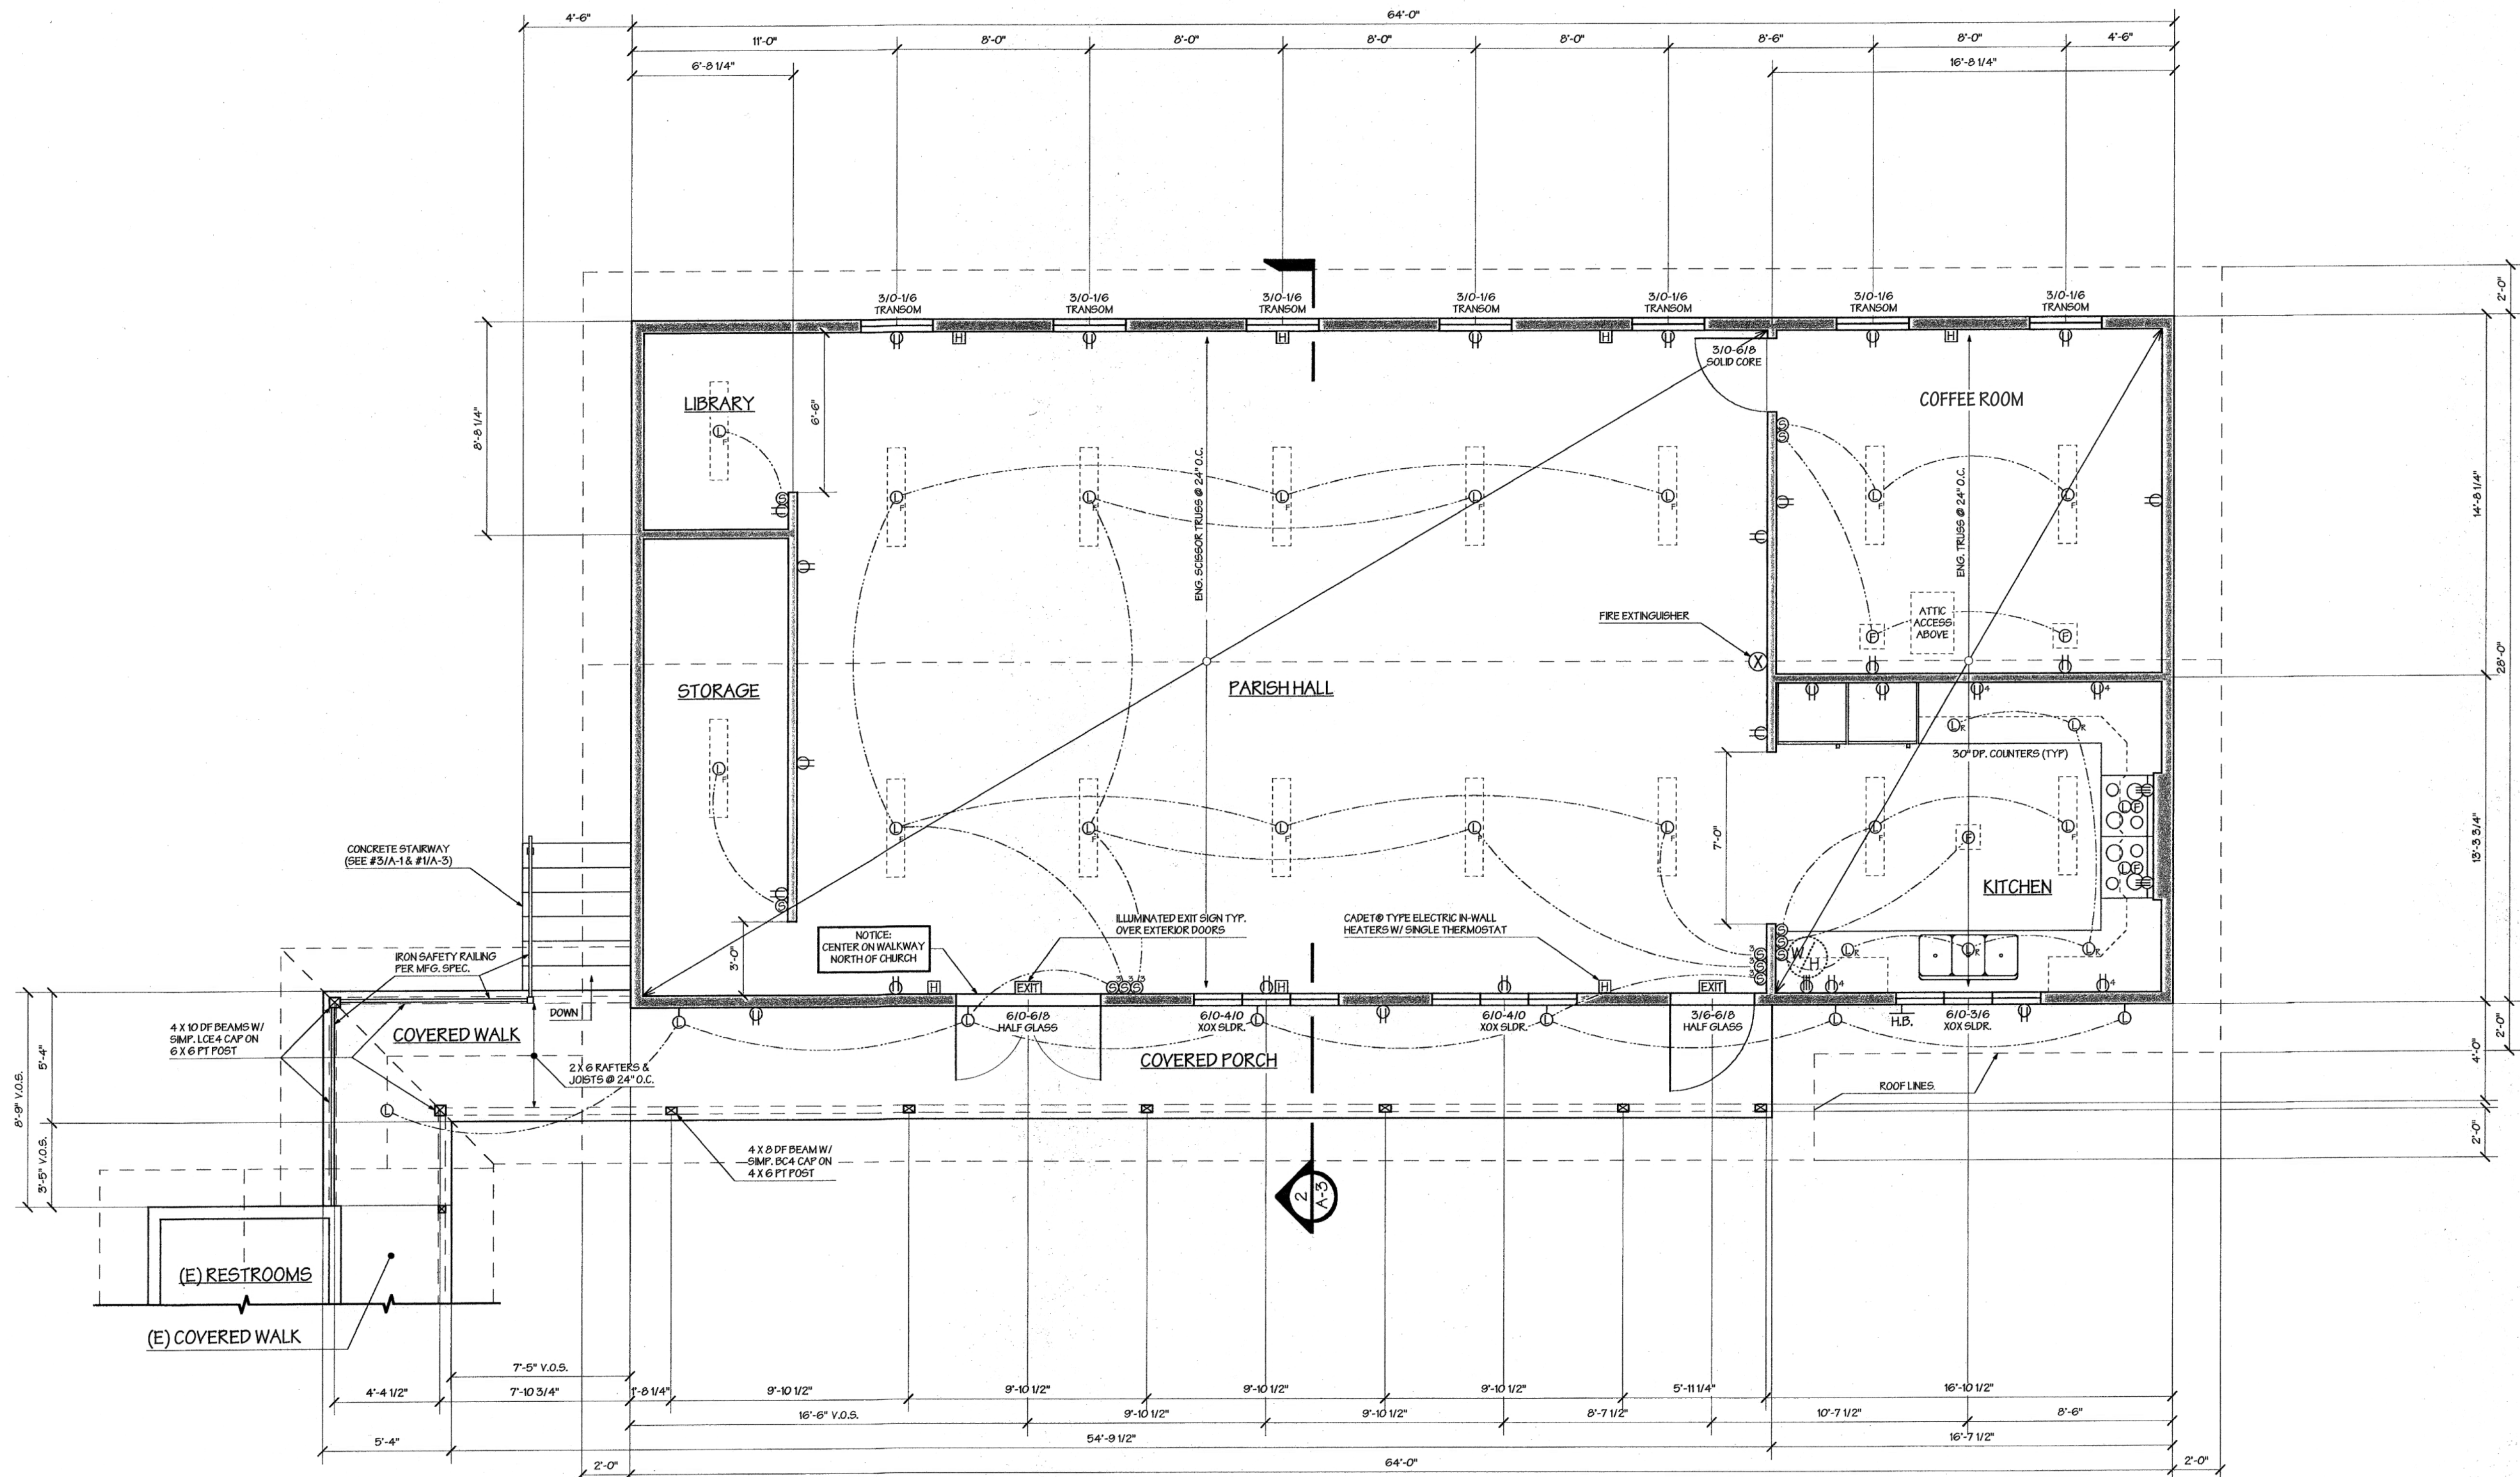 4'-6"
64'-0"
11'-0"
8'-0"
8'-0"
8'-0"
8'-0"
8'-6"
8'-0"
4'-6"
6'-8 1/4"
16'-8 1/4"
2'-0"
3/0-1/6
TRANSOM
3/0-1/6
TRANSOM
3/0-1/6
TRANSOM
3/0-1/6
TRANSOM
3/0-1/6
TRANSOM
3/0-1/6
TRANSOM
3/0-1/6
TRANSOM
H
H
H
H
3/0-6/8
SOLID CORE
LIBRARY
COFFEE ROOM
8'-8 1/4"
6'-6"
ENG. SCISSOR TRUSS @ 24" O.C.
ENG. TRUSS @ 24" O.C.
14'-8 1/4"
28'-0"
FIRE EXTINGUISHER
X
ATTIC
ACCESS
ABOVE
STORAGE
PARISH HALL
30" DP. COUNTERS (TYP)
7'-0"
13'-3 3/4"
KITCHEN
CONCRETE STAIRWAY
(SEE #3/A-1 & #1/A-3)
3'-0"
NOTICE:
CENTER ON WALKWAY
NORTH OF CHURCH
ILLUMINATED EXIT SIGN TYP.
OVER EXTERIOR DOORS
CADET® TYPE ELECTRIC IN-WALL
HEATERS W/ SINGLE THERMOSTAT
IRON SAFETY RAILING
PER MFG. SPEC.
W/H
H
EXIT
H
H
EXIT
DOWN
4 X 10 DF BEAMS W/
SIMP. LCE4 CAP ON
6 X 6 PT POST
COVERED WALK
6/0-6/8
HALF GLASS
6/0-4/0
XOX SLDR.
6/0-4/0
XOX SLDR.
3/6-6/8
HALF GLASS
H.B.
6/0-3/6
XOX SLDR.
2'-0"
COVERED PORCH
2 X 6 RAFTERS &
JOISTS @ 24" O.C.
ROOF LINES
5'-4"
8'-9" V.O.S.
3'-5" V.O.S.
4'-0"
2'-0"
4 X 8 DF BEAM W/
SIMP. BC4 CAP ON
4 X 6 PT POST
2
A-3
(E) RESTROOMS
(E) COVERED WALK
7'-5" V.O.S.
4'-4 1/2"
7'-10 3/4"
1'-8 1/4"
9'-10 1/2"
9'-10 1/2"
9'-10 1/2"
9'-10 1/2"
5'-11 1/4"
16'-10 1/2"
16'-6" V.O.S.
9'-10 1/2"
9'-10 1/2"
8'-7 1/2"
10'-7 1/2"
8'-6"
5'-4"
54'-9 1/2"
16'-7 1/2"
2'-0"
64'-0"
2'-0"